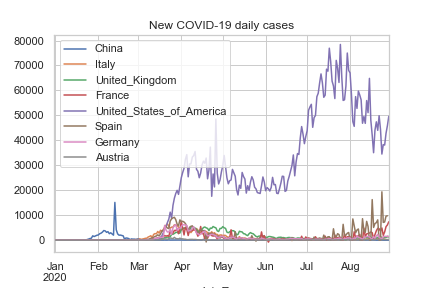 New COVID-19 daily cases
80000
70000
60000
50000
40000
30000
20000
10000
0
China
Italy
United_Kingdom
France
United_States_of_America
Spain
Germany
Austria
Jan Feb Mar Apr May Jun Jul Aug
2020